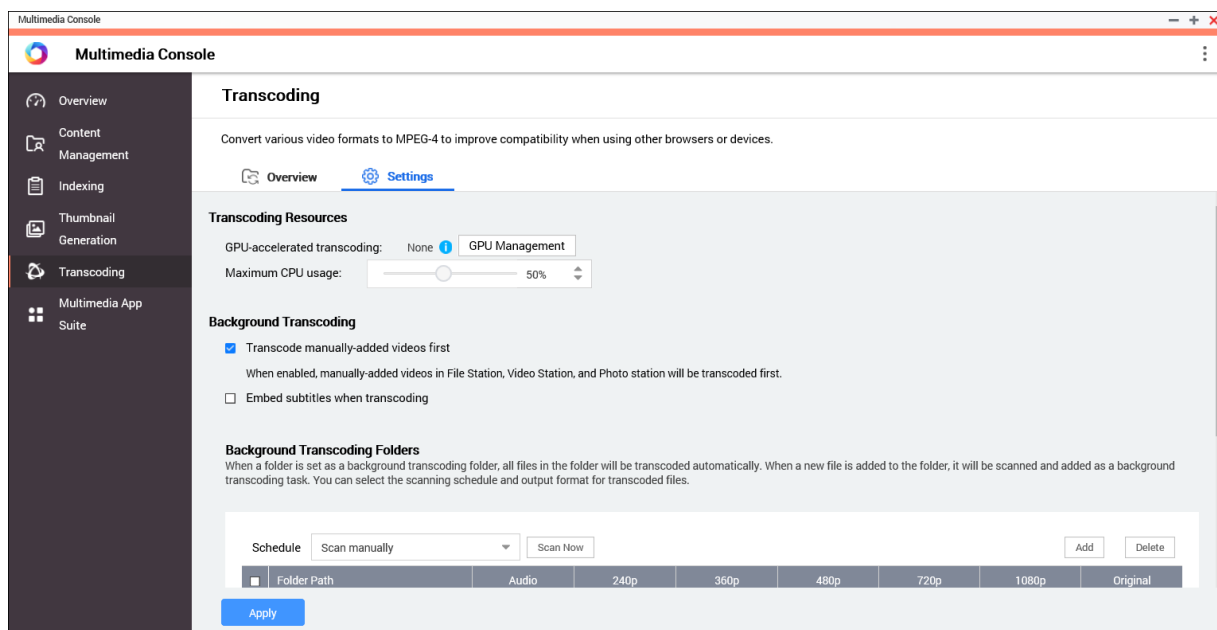 Multimedia Console
Multimedia Console
Overview
Content
Management
Indexing
Thumbnail
Generation
Transcoding
Multimedia App
Suite
Transcoding
Convert various video formats to MPEG-4 to improve compatibility when using other browsers or devices.
Overview Settings
Transcoding Resources
GPU-accelerated transcoding: None i GPU Management
Maximum CPU usage: 50%
Background Transcoding
Transcode manually-added videos first
When enabled, manually-added videos in File Station, Video Station, and Photo station will be transcoded first.
Embed subtitles when transcoding
Background Transcoding Folders
When a folder is set as a background transcoding folder, all files in the folder will be transcoded automatically. When a new file is added to the folder, it will be scanned and added as a background
transcoding task. You can select the scanning schedule and output format for transcoded files.
Schedule Scan manually Scan Now Add Delete
Folder Path Audio 240p 360p 480p 720p 1080p Original
Apply